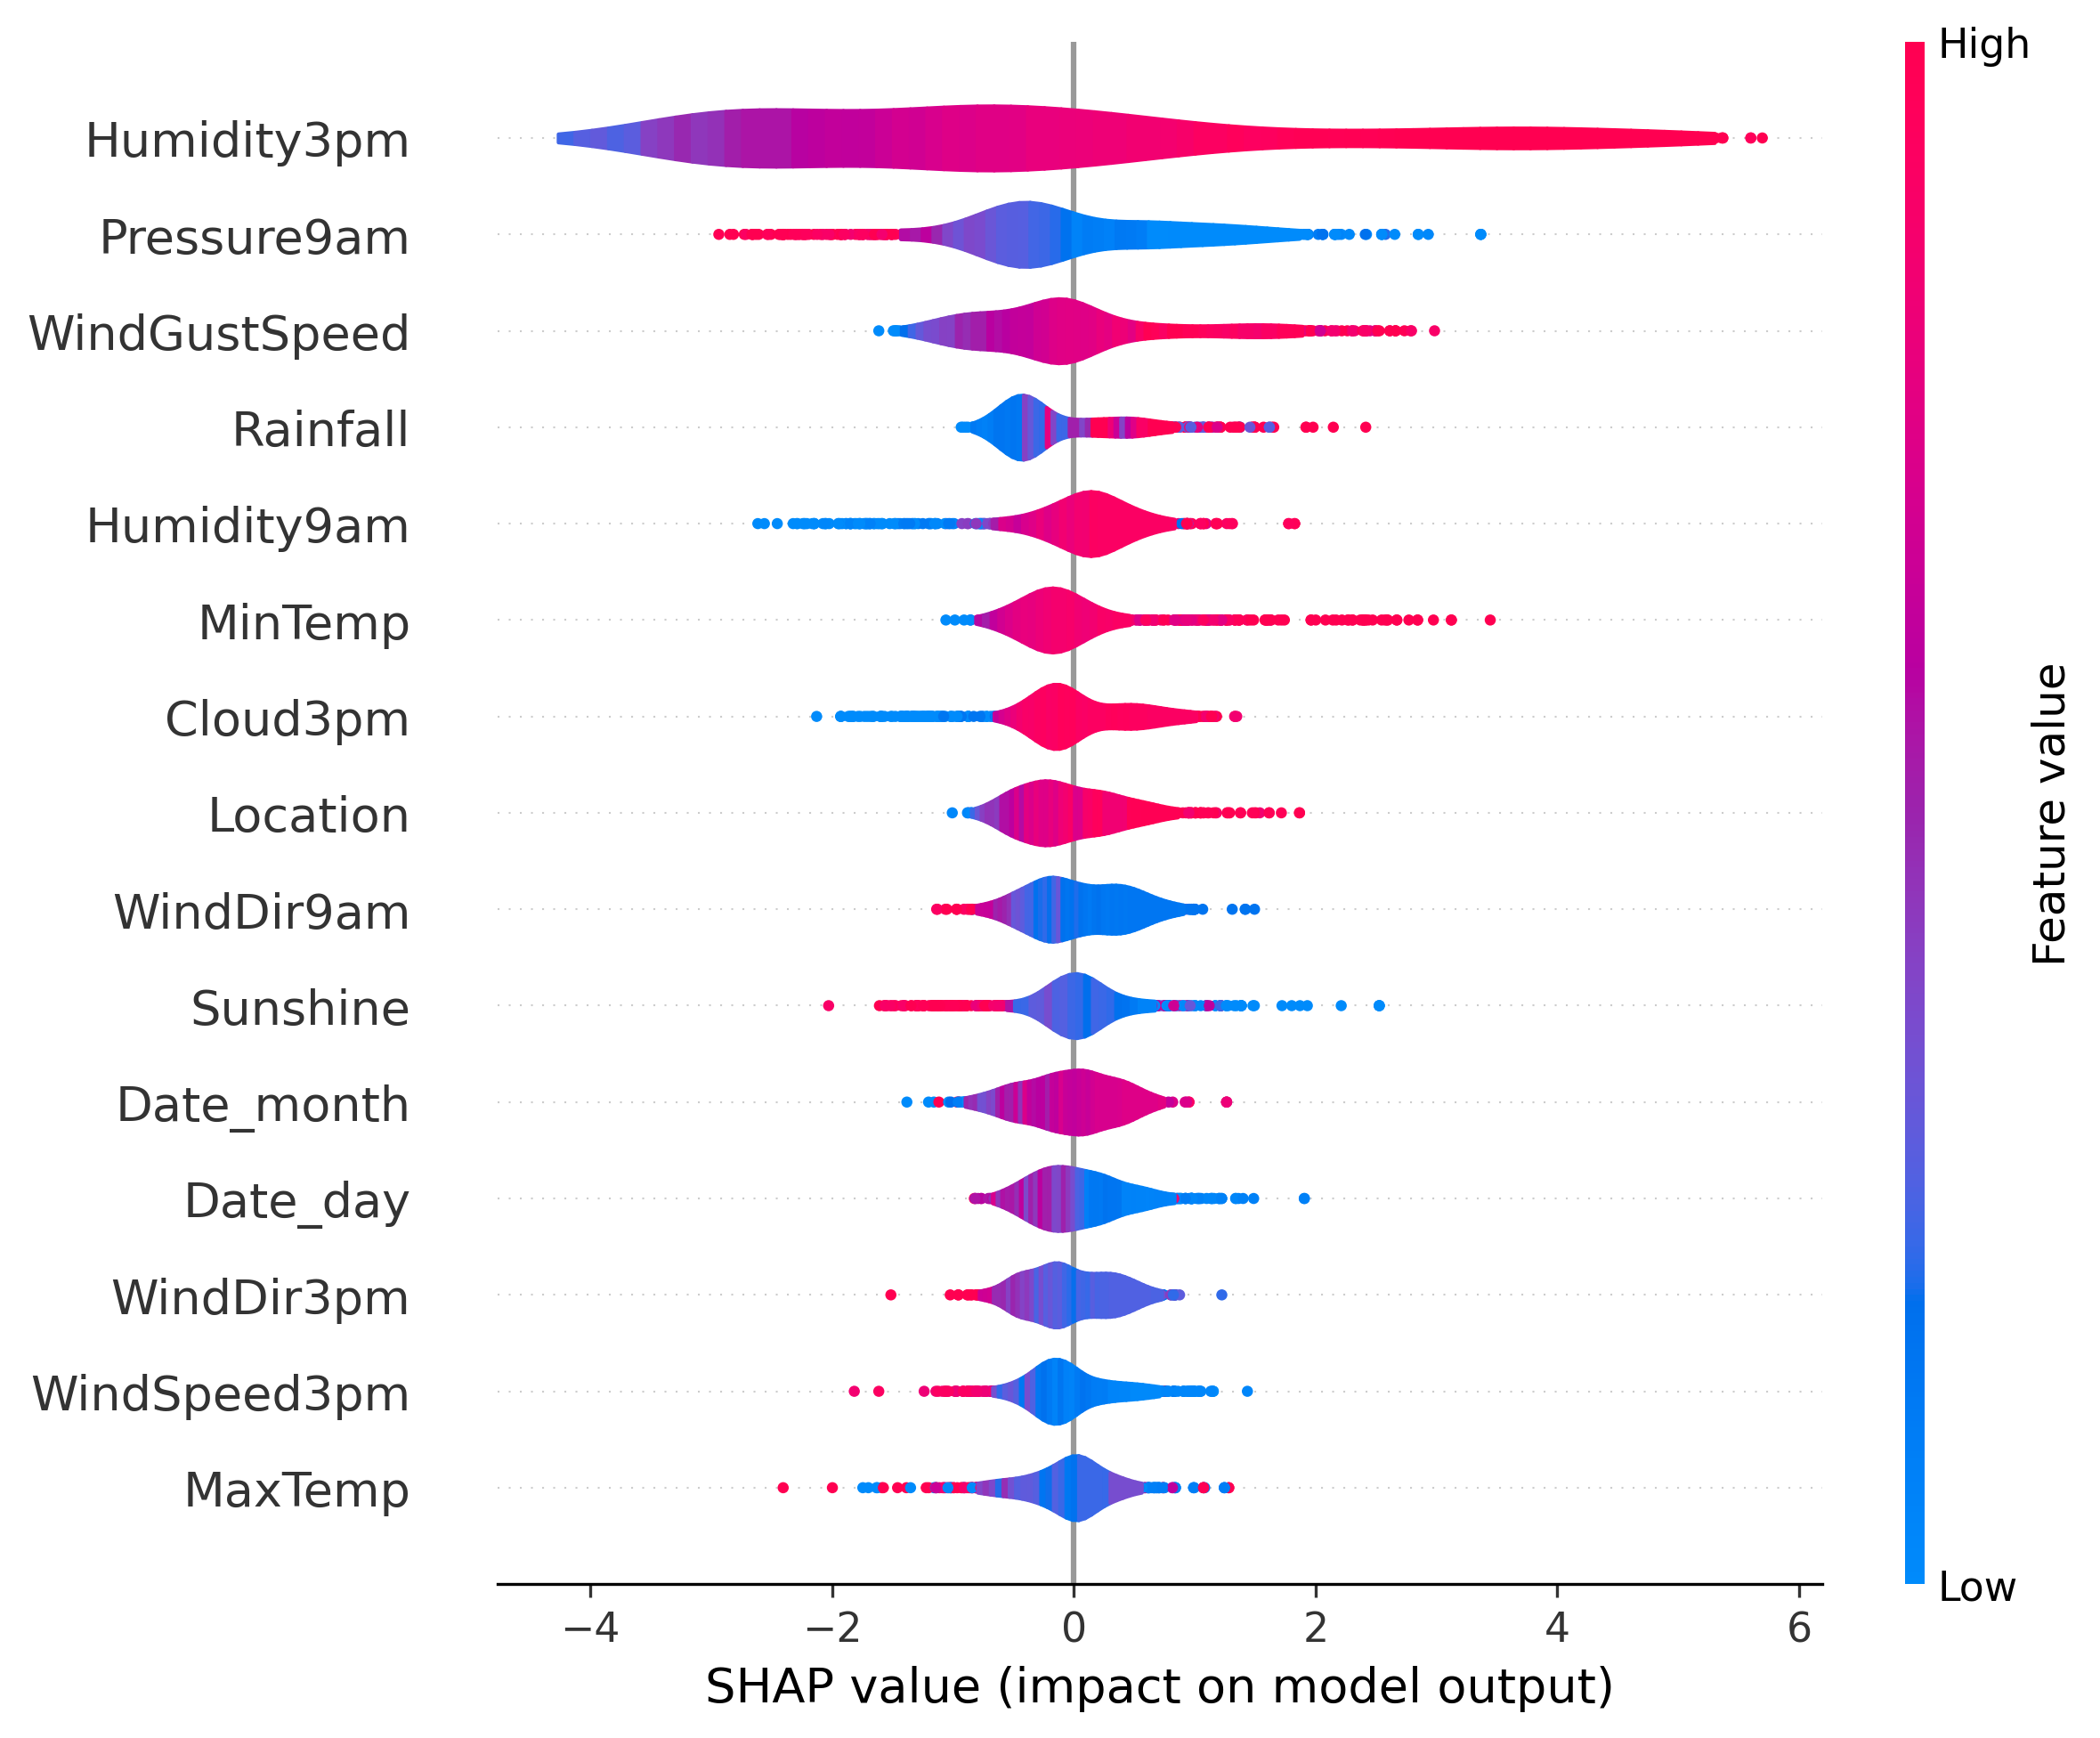 High
Humidity3pm
Pressure9am
WindGustSpeed
Rainfall
Humidity9am
MinTemp
Cloud3pm
Location
WindDir9am
Sunshine
Date_month
Date_day
WindDir3pm
WindSpeed3pm
MaxTemp
Feature value
Low
−4 −2 0 2 4 6
SHAP value (impact on model output)